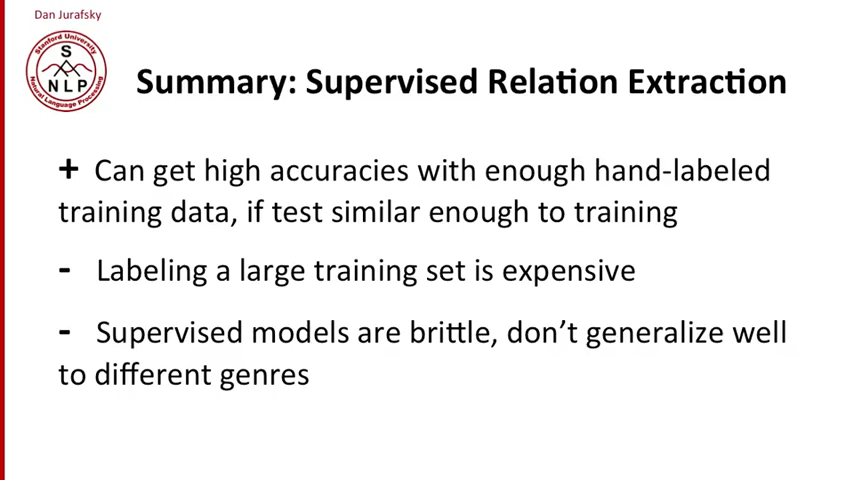 Dan Jurafsky
Stanford University
S
NLP
Natural Language Processing
Summary: Supervised Relation Extraction
+ Can get high accuracies with enough hand-labeled
training data, if test similar enough to training
- Labeling a large training set is expensive
- Supervised models are brittle, don't generalize well
to different genres